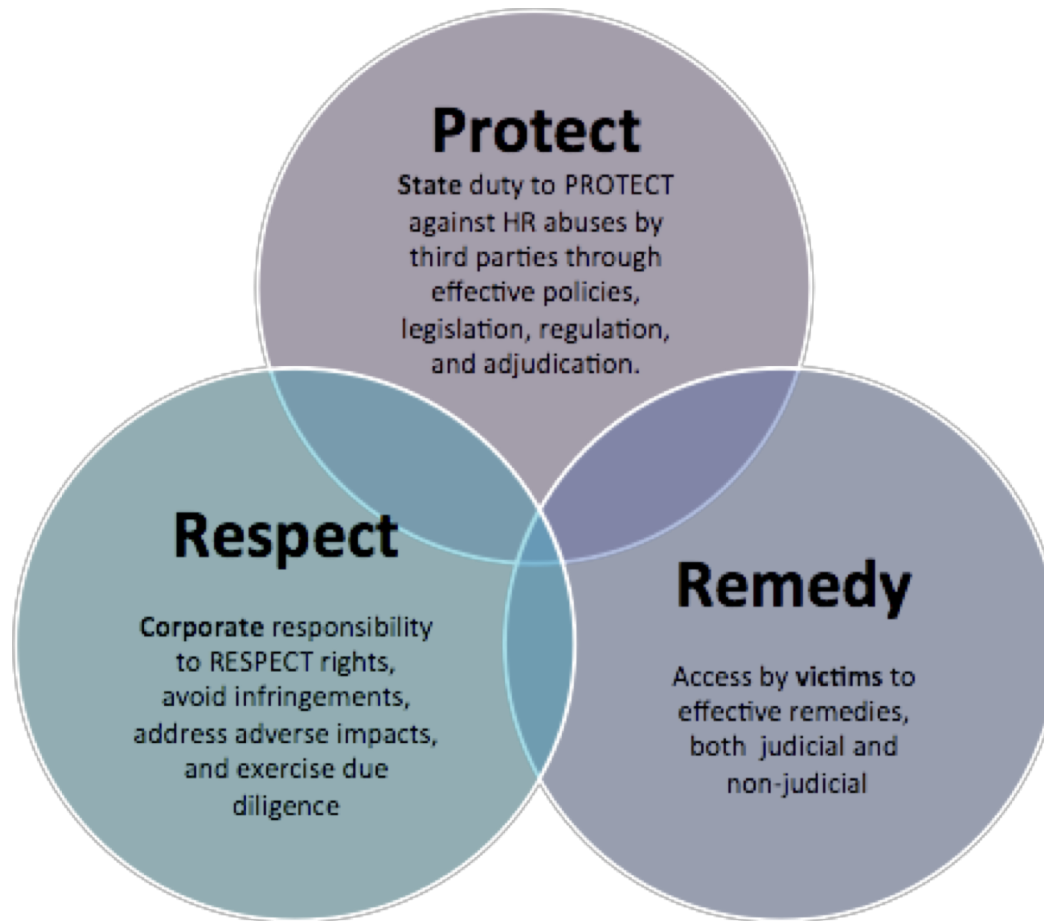 Protect
State duty to PROTECT
against HR abuses by
third parties through
effective policies,
legislation, regulation,
and adjudication.
Respect
Corporate responsibility
to RESPECT rights,
avoid infringements,
address adverse impacts,
and exercise due
diligence
Remedy
Access by victims to
effective remedies,
both judicial and
non-judicial